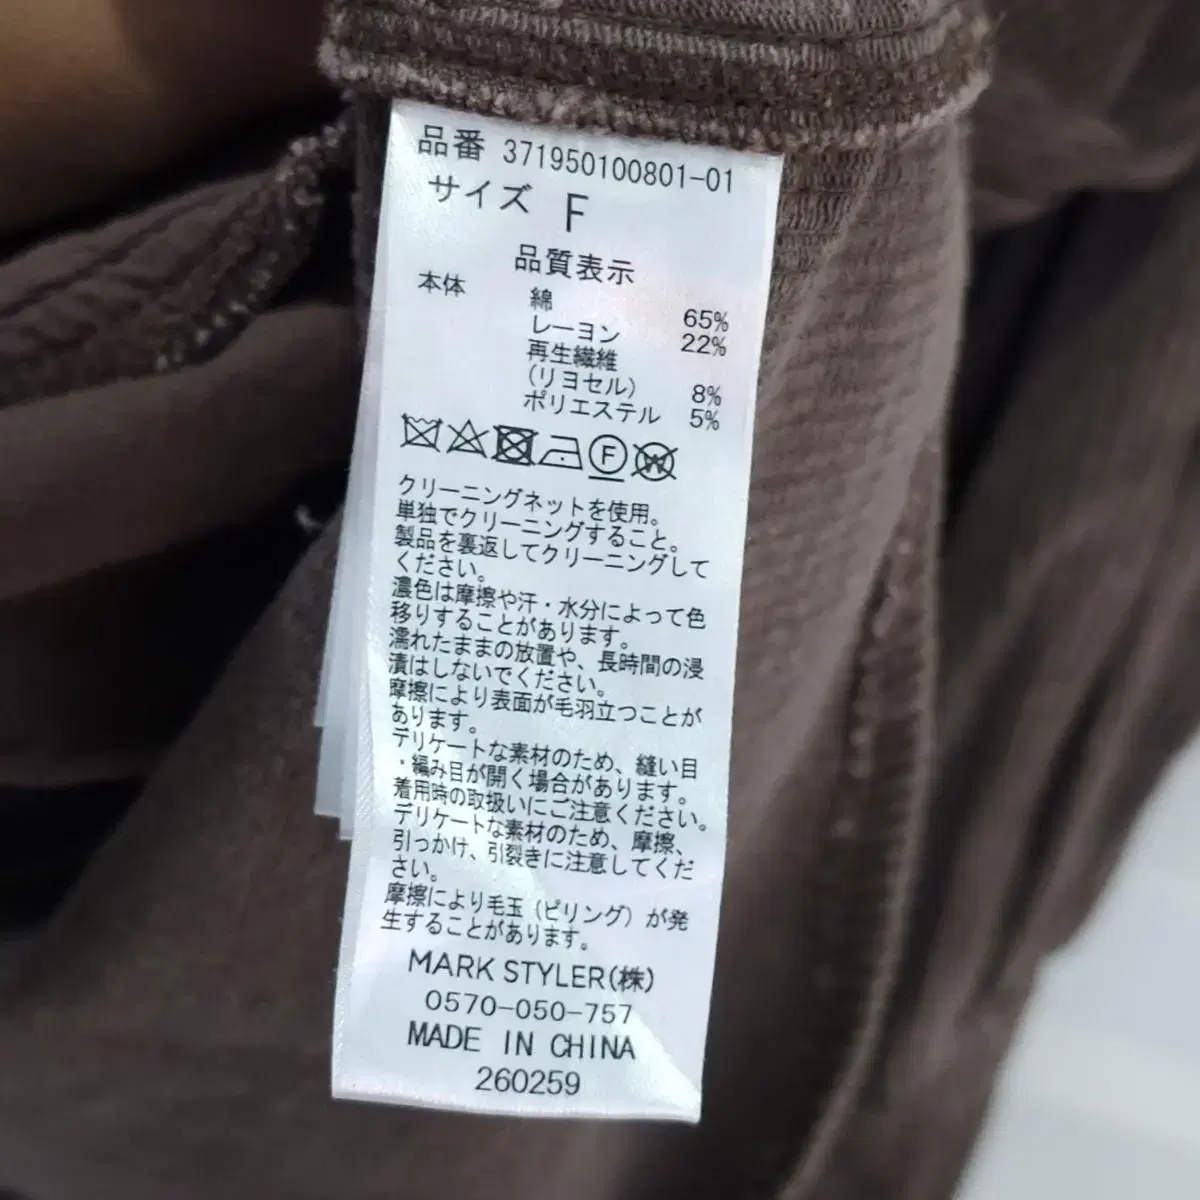 品番 371950100801-01
サイズ F
品質表示
本体 綿 65%
レーヨン 22%
再生繊維
(リヨセル) 8%
ポリエステル 5%
F W
クリーニングネットを使用。
単独でクリーニングすること。
製品を裏返してクリーニングして
ください。
濃色は摩擦や汗・水分によって色
移りすることがあります。
濡れたままの放置や、長時間の浸
漬はしないでください。
摩擦により表面が毛羽立つことが
あります。
デリケートな素材のため、縫い目
・編み目が開く場合があります。
着用時の取扱いにご注意ください。
デリケートな素材のため、摩擦、
引っかけ、引裂きに注意してくだ
さい。
摩擦により毛玉(ピリング)が発
生することがあります。
MARK STYLER(株)
0570-050-757
MADE IN CHINA
260259